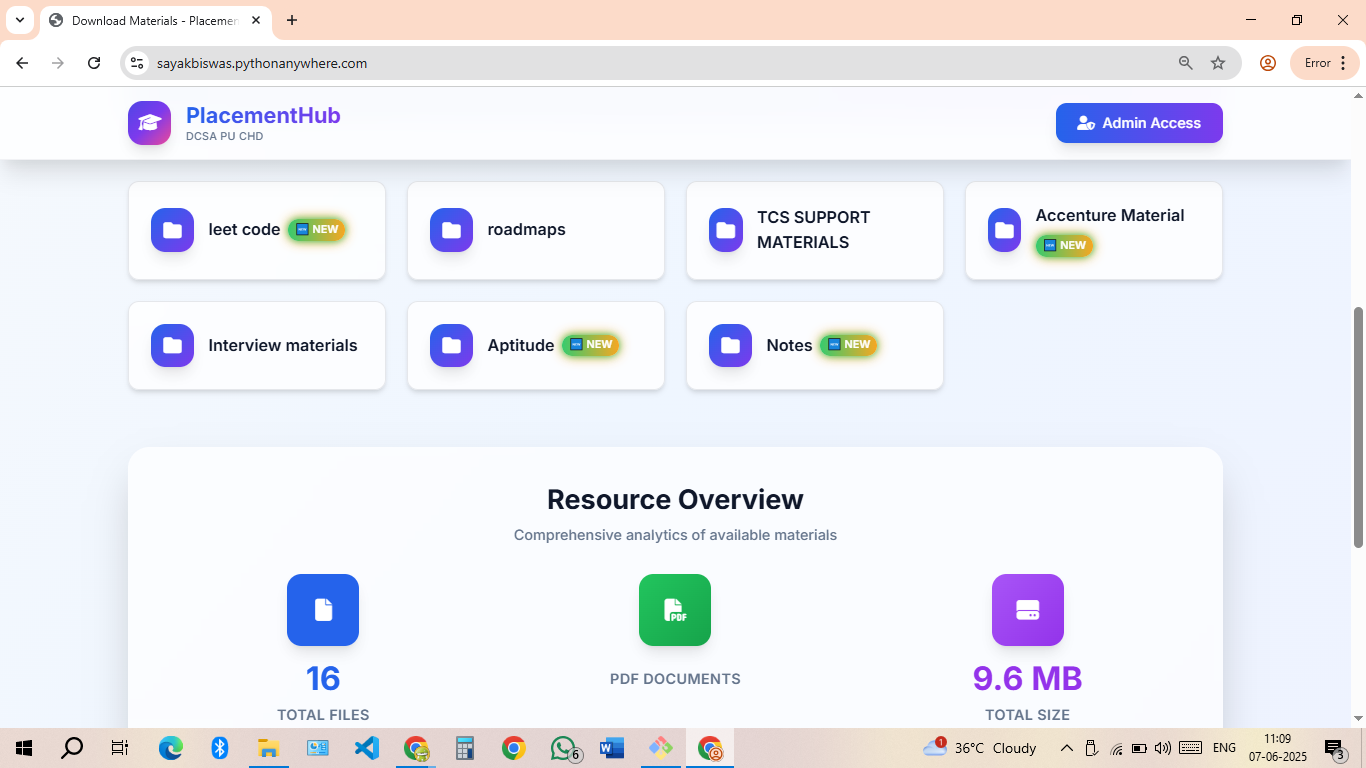 Download Materials - Placemen
sayakbiswas.pythonanywhere.com
Error
PlacementHub
DCSA PU CHD
Admin Access
leet code NEW
roadmaps
TCS SUPPORT
MATERIALS
Accenture Material
NEW
Interview materials
Aptitude NEW
Notes NEW
Resource Overview
Comprehensive analytics of available materials
16
TOTAL FILES
PDF
PDF DOCUMENTS
9.6 MB
TOTAL SIZE
6
1
36°C Cloudy
ENG
11:09
07-06-2025
3